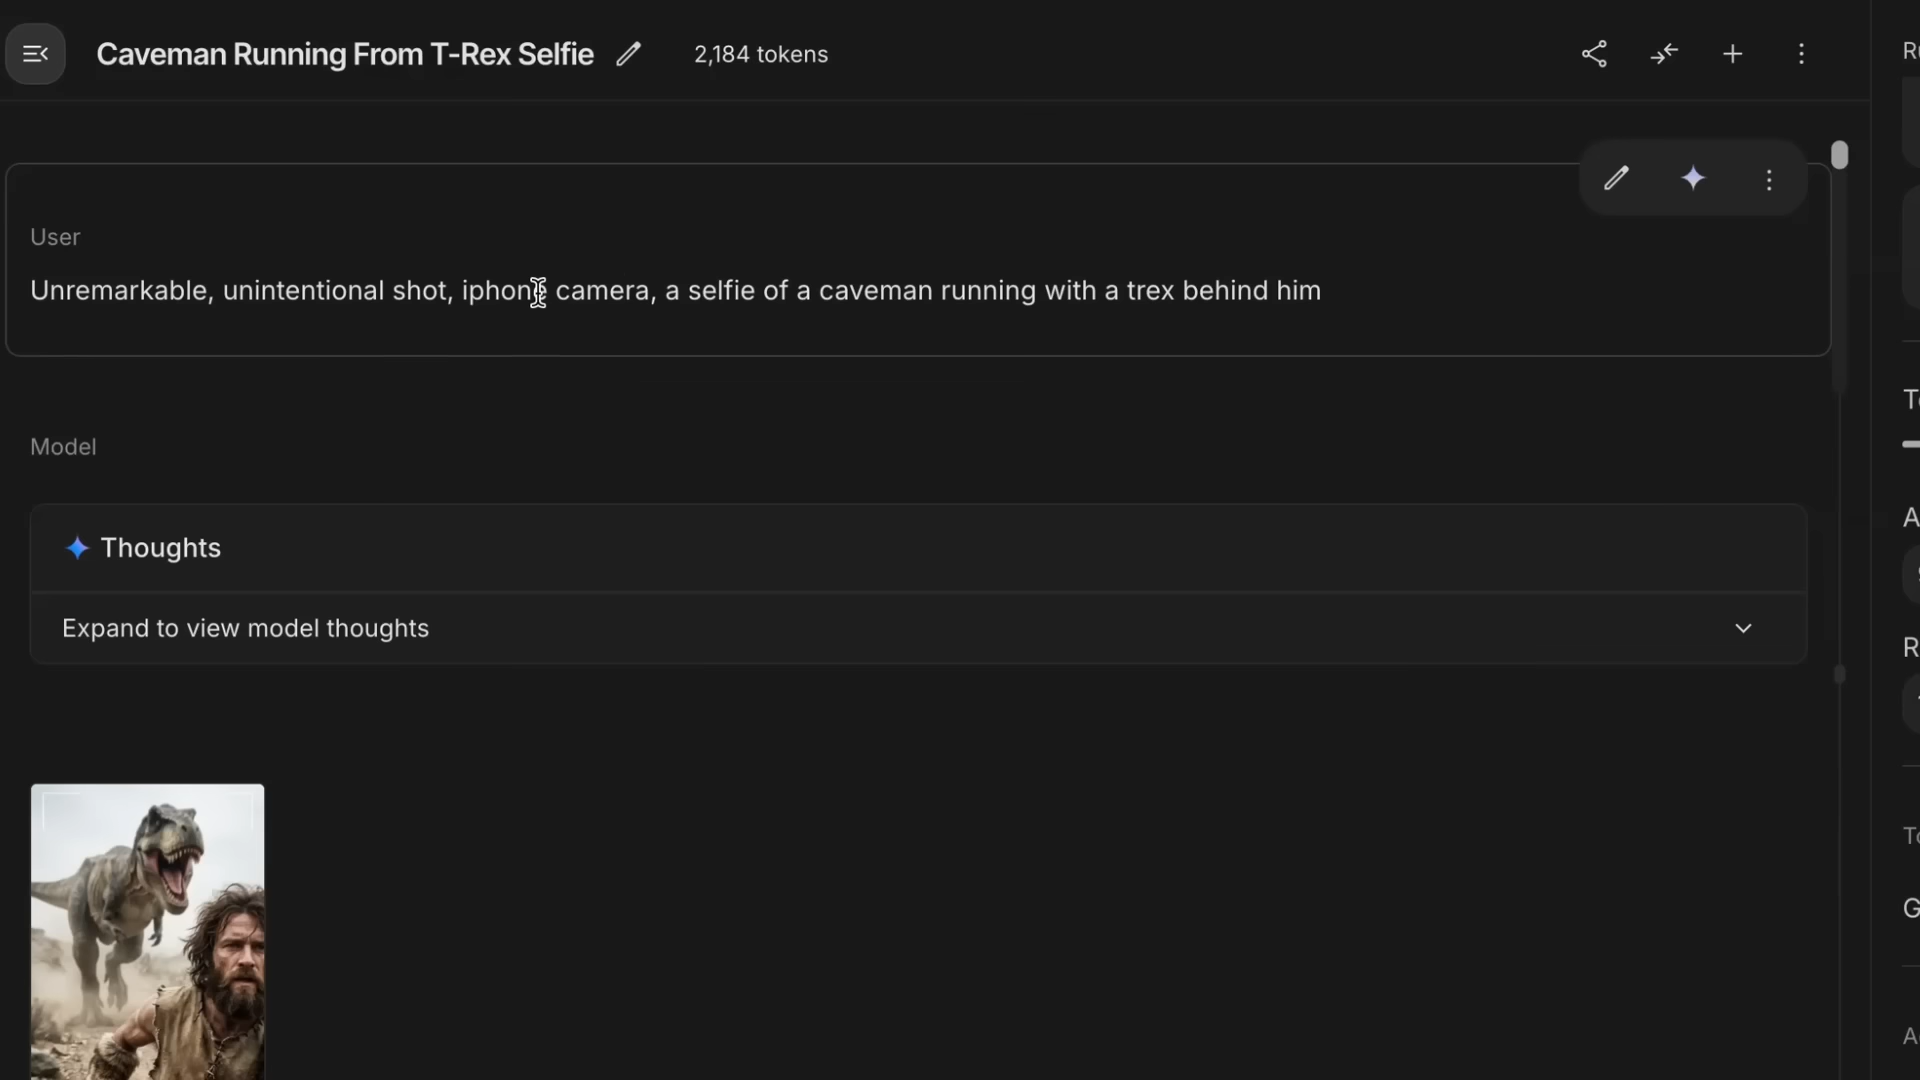 Caveman Running From T-Rex Selfie
2,184 tokens
User
Unremarkable, unintentional shot, iphone camera, a selfie of a caveman running with a trex behind him
Model
Thoughts
Expand to view model thoughts